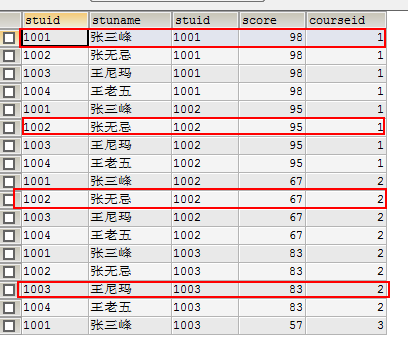 stuid stuname stuid score courseid
1001 张三峰 1001 98 1
1002 张无忌 1001 98 1
1003 王尼玛 1001 98 1
1004 王老五 1001 98 1
1001 张三峰 1002 95 1
1002 张无忌 1002 95 1
1003 王尼玛 1002 95 1
1004 王老五 1002 95 1
1001 张三峰 1002 67 2
1002 张无忌 1002 67 2
1003 王尼玛 1002 67 2
1004 王老五 1002 67 2
1001 张三峰 1003 83 2
1002 张无忌 1003 83 2
1003 王尼玛 1003 83 2
1004 王老五 1003 83 2
1001 张三峰 1003 57 3